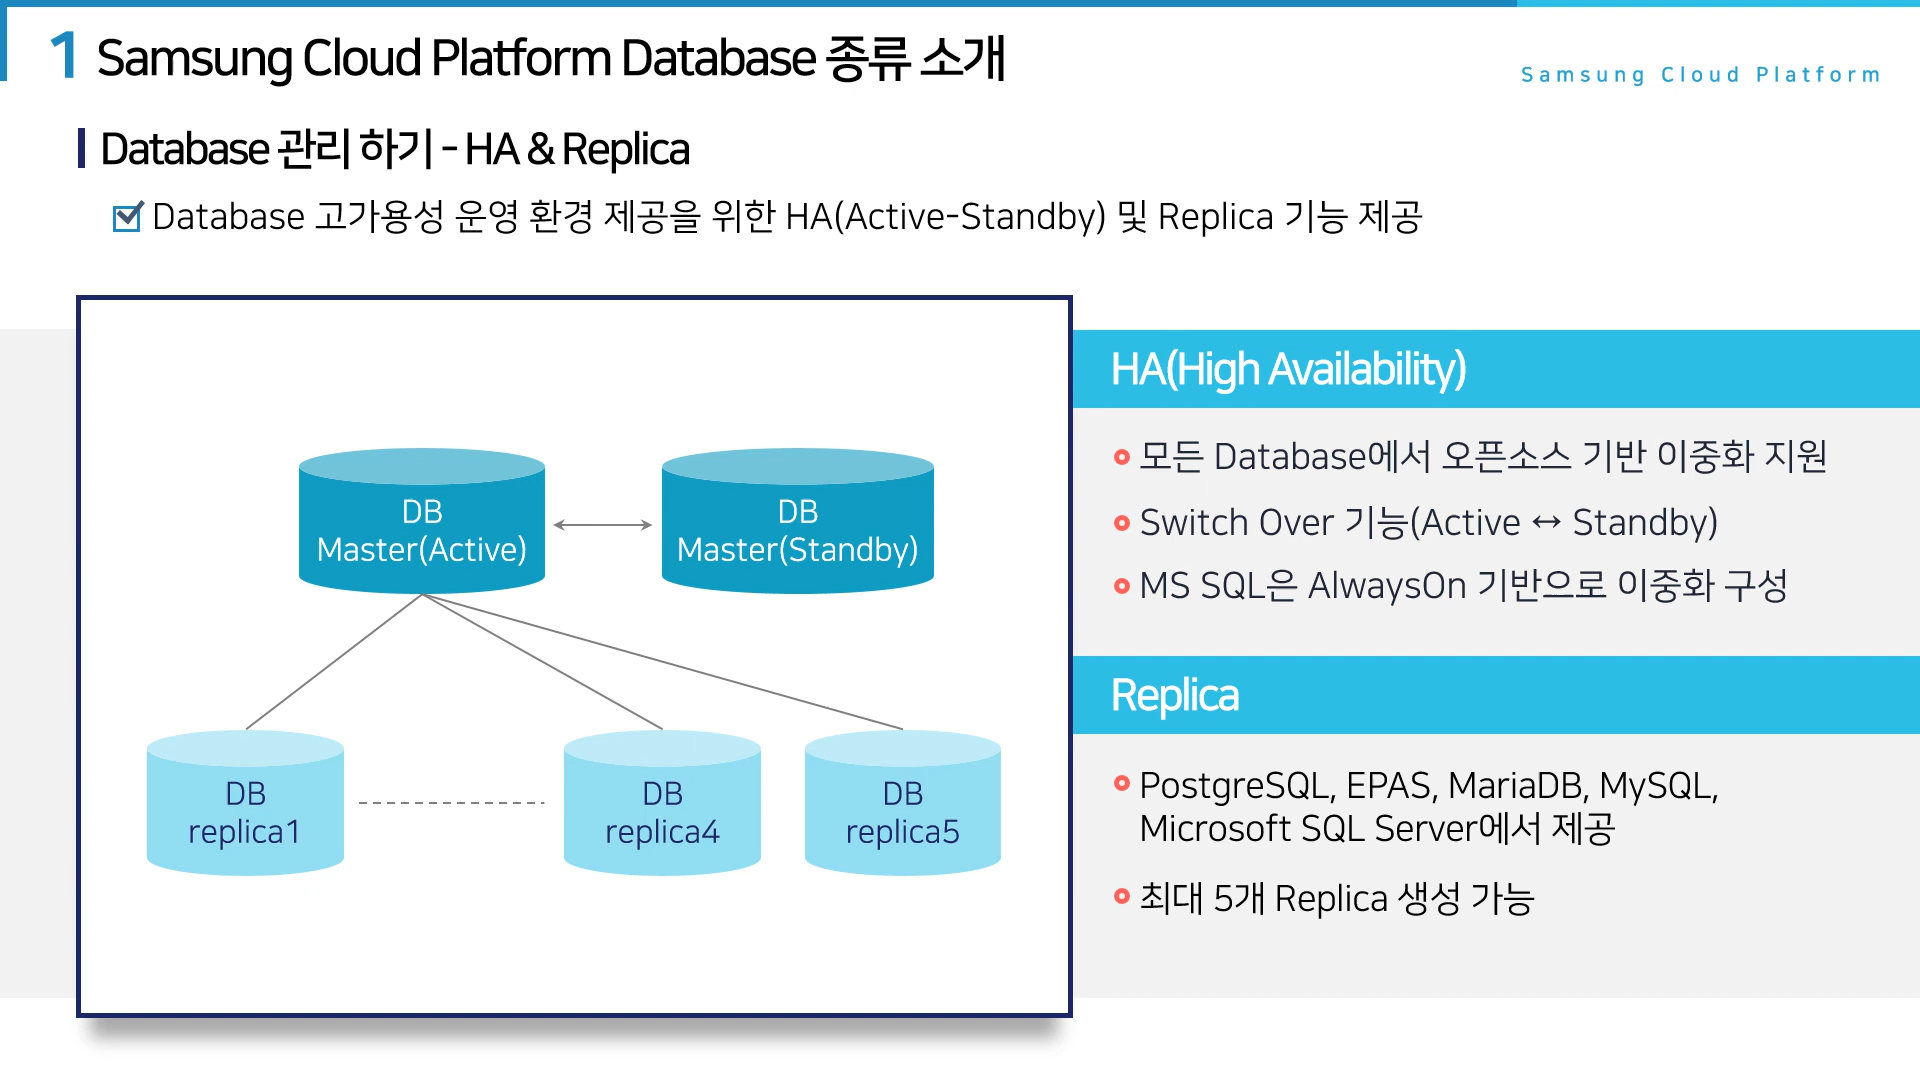 1 Samsung Cloud Platform Database 종류 소개
Samsung Cloud Platform
Database 관리 하기 - HA & Replica
Database 고가용성 운영 환경 제공을 위한 HA(Active-Standby) 및 Replica 기능 제공
DB
Master(Active)
DB
Master(Standby)
DB
replica1
DB
replica4
DB
replica5
HA(High Availability)
모든 Database에서 오픈소스 기반 이중화 지원
Switch Over 기능(Active ↔ Standby)
MS SQL은 AlwaysOn 기반으로 이중화 구성
Replica
PostgreSQL, EPAS, MariaDB, MySQL,
Microsoft SQL Server에서 제공
최대 5개 Replica 생성 가능